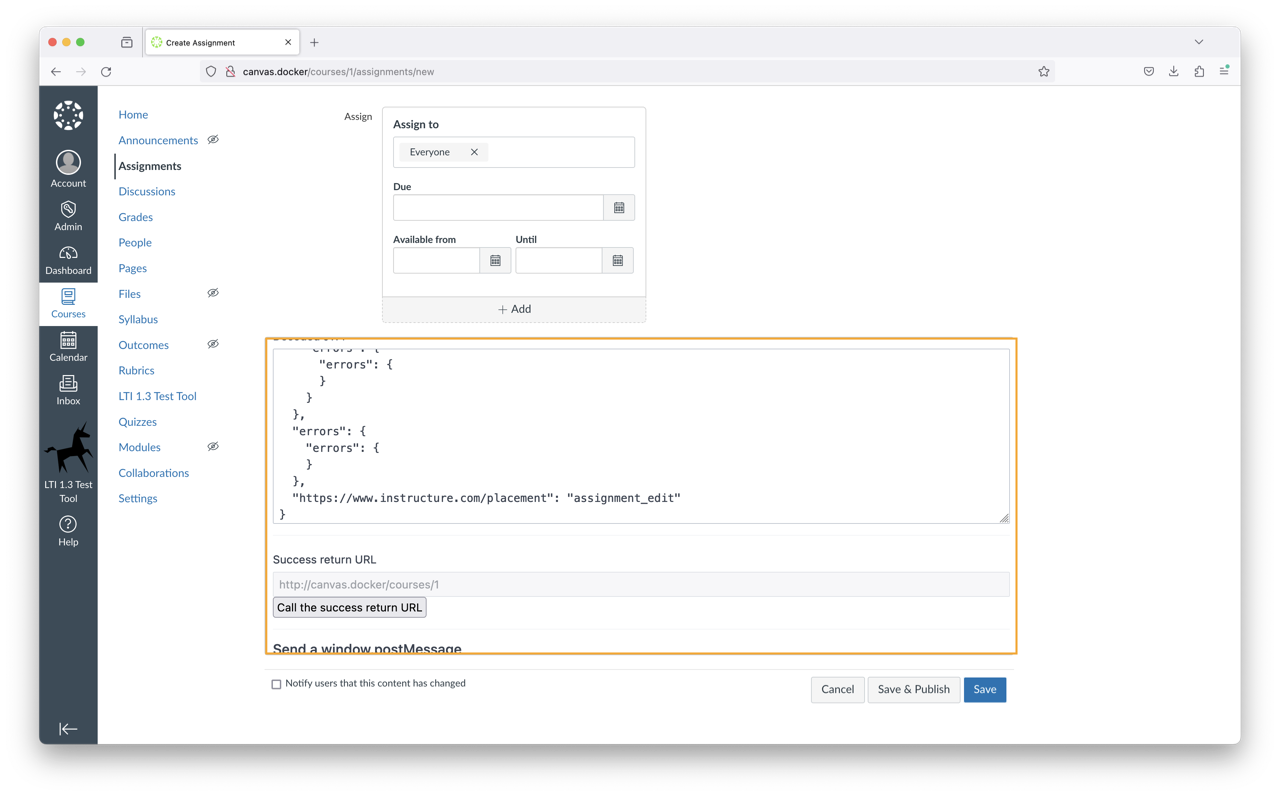 Create Assignment
canvas.docker/courses/1/assignments/new
Account
Admin
Dashboard
Courses
Calendar
Inbox
LTI 1.3 Test
Tool
Help
Home
Announcements
Assignments
Discussions
Grades
People
Pages
Files
Syllabus
Outcomes
Rubrics
LTI 1.3 Test Tool
Quizzes
Modules
Collaborations
Settings
Assign
Assign to
Everyone
Due
Available from
Until
+ Add
"errors": {
"errors": {
}
}
},
"errors": {
"errors": {
}
},
"https://www.instructure.com/placement": "assignment_edit"
}
Success return URL
http://canvas.docker/courses/1
Call the success return URL
Send a window postMessage
Notify users that this content has changed
Cancel
Save & Publish
Save